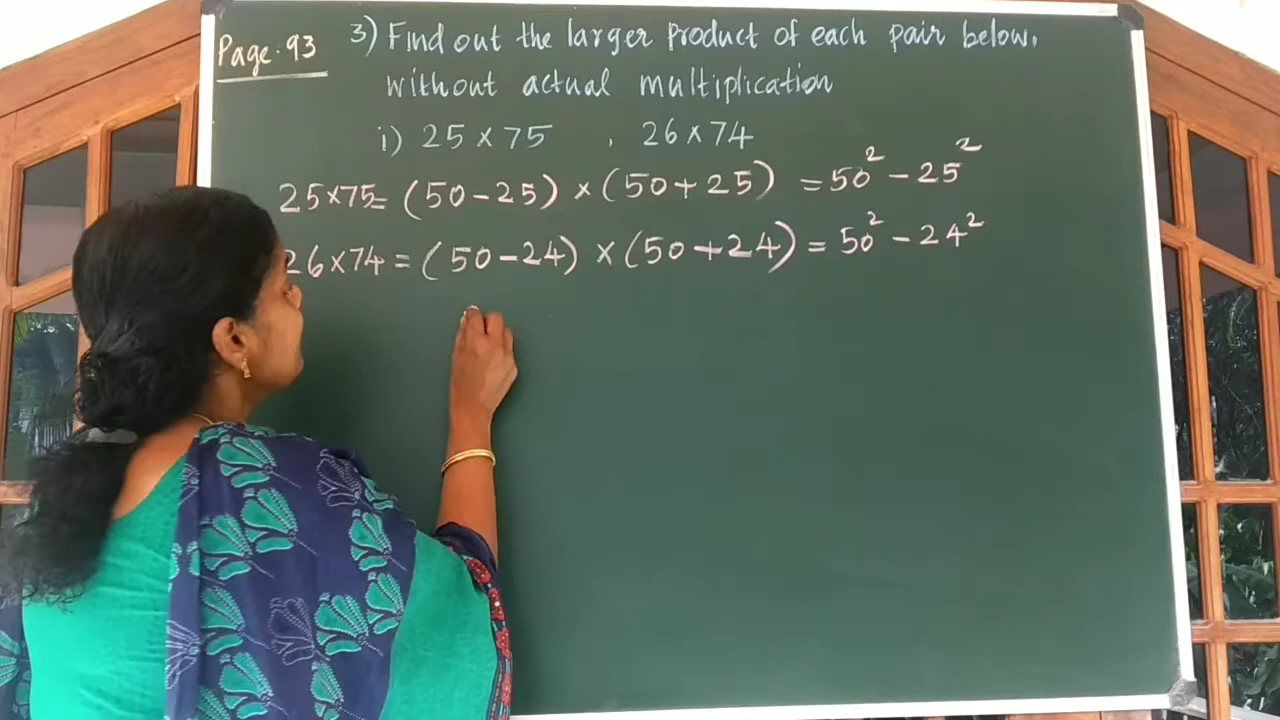 Page. 93
3) Find out the larger product of each pair below,
without actual multiplication
i) 25 × 75 , 26 × 74
25×75= (50-25) × (50+25) = 50² - 25²
26×74 = (50-24) × (50+24) = 50² - 24²